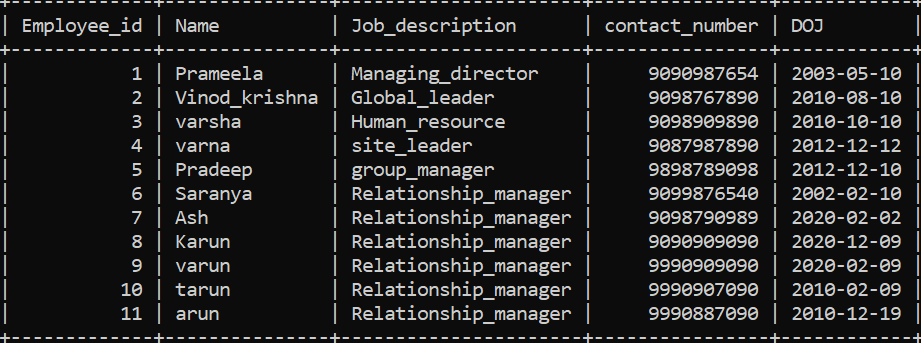 | Employee_id | Name | Job_description | contact_number | DOJ |
| 1 | Prameela | Managing_director | 9090987654 | 2003-05-10 |
| 2 | Vinod_krishna | Global_leader | 9098767890 | 2010-08-10 |
| 3 | varsha | Human_resource | 9098909890 | 2010-10-10 |
| 4 | varna | site_leader | 9087987890 | 2012-12-12 |
| 5 | Pradeep | group_manager | 9898789098 | 2012-12-10 |
| 6 | Saranya | Relationship_manager | 9099876540 | 2002-02-10 |
| 7 | Ash | Relationship_manager | 9098790989 | 2020-02-02 |
| 8 | Karun | Relationship_manager | 9090909090 | 2020-12-09 |
| 9 | varun | Relationship_manager | 9990909090 | 2020-02-09 |
| 10 | tarun | Relationship_manager | 9990907090 | 2010-02-09 |
| 11 | arun | Relationship_manager | 9990887090 | 2010-12-19 |